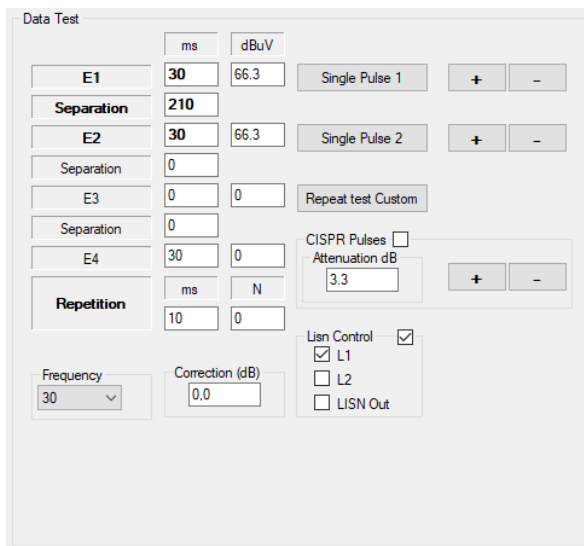 Data Test
ms dBuV
E1 30 66.3 Single Pulse 1 + -
Separation 210
E2 30 66.3 Single Pulse 2 + -
Separation 0
E3 0 0 Repeat test Custom
Separation 0
CISPR Pulses
E4 30 0 Attenuation dB
3.3 + -
Repetition ms N
10 0
Lisn Control
L1
Frequency Correction (dB)
L2
30 0,0
LISN Out